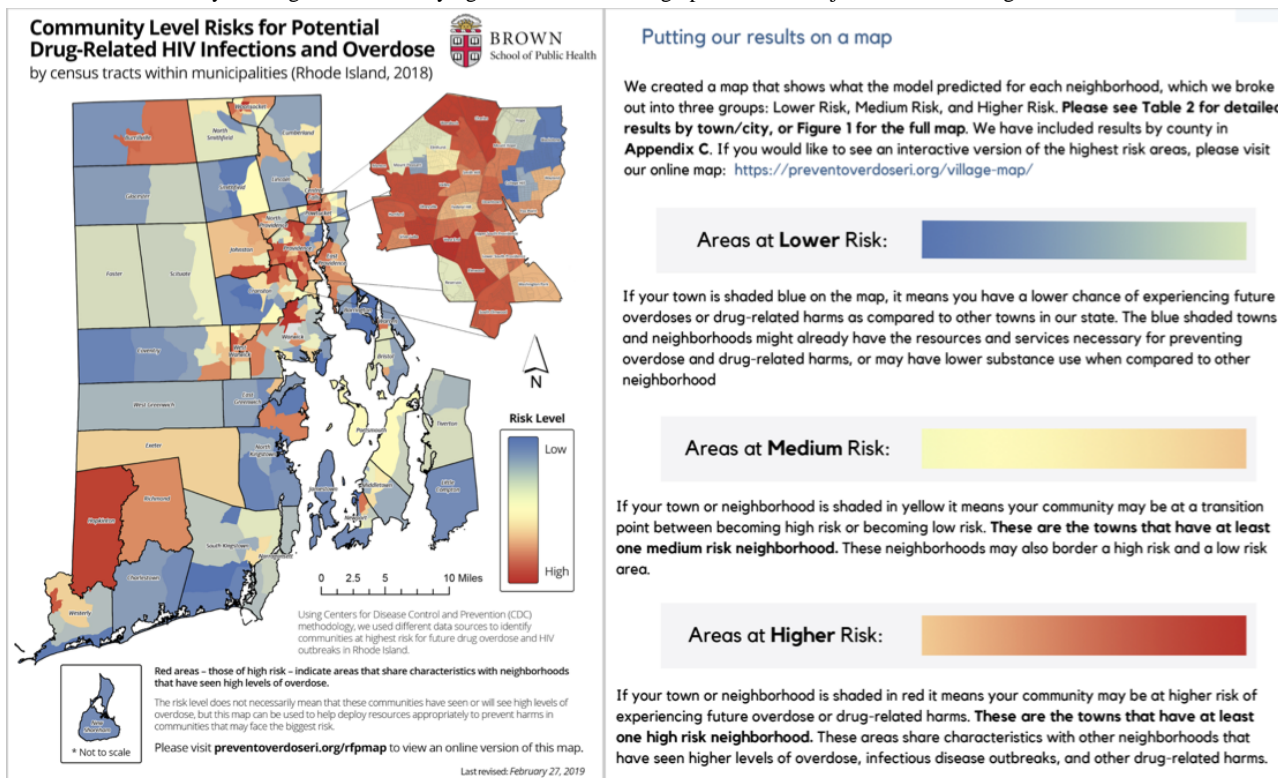 Community Level Risks for Potential
Drug-Related HIV Infections and Overdose
by census tracts within municipalities (Rhode Island, 2018)
BROWN
School of Public Health
Burrillville
North
Smithfield
Woonsocket
Cumberland
Glocester
Smithfield
Lincoln
Central
Falls
Pawtucket
North
Providence
Johnston
Providence
East
Providence
Foster
Scituate
Cranston
Coventry
West
Warwick
Warwick
Barrington
Bristol
West Greenwich
East
Greenwich
Exeter
North
Kingstown
Portsmouth
Tiverton
Middletown
Jamestown
Newport
Little
Compton
Hopkinton
Richmond
South Kingstown
Narragansett
Charlestown
Westerly
N
Risk Level
Low
High
0 2.5 5 10 Miles
Using Centers for Disease Control and Prevention (CDC)
methodology, we used different data sources to identify
communities at highest risk for future drug overdose and HIV
outbreaks in Rhode Island.
New
Shoreham
* Not to scale
Red areas – those of high risk – indicate areas that share characteristics with neighborhoods
that have seen high levels of overdose.
The risk level does not necessarily mean that these communities have seen or will see high levels of
overdose, but this map can be used to help deploy resources appropriately to prevent harms in
communities that may face the biggest risk.
Please visit preventoverdoseri.org/rfpmap to view an online version of this map.
Last revised: February 27, 2019
Putting our results on a map
We created a map that shows what the model predicted for each neighborhood, which we broke
out into three groups: Lower Risk, Medium Risk, and Higher Risk. Please see Table 2 for detailed
results by town/city, or Figure 1 for the full map. We have included results by county in
Appendix C. If you would like to see an interactive version of the highest risk areas, please visit
our online map: https://preventoverdoseri.org/village-map/
Areas at Lower Risk:
If your town is shaded blue on the map, it means you have a lower chance of experiencing future
overdoses or drug-related harms as compared to other towns in our state. The blue shaded towns
and neighborhoods might already have the resources and services necessary for preventing
overdose and drug-related harms, or may have lower substance use when compared to other
neighborhood
Areas at Medium Risk:
If your town or neighborhood is shaded in yellow it means your community may be at a transition
point between becoming high risk or becoming low risk. These are the towns that have at least
one medium risk neighborhood. These neighborhoods may also border a high risk and a low risk
area.
Areas at Higher Risk:
If your town or neighborhood is shaded in red it means your community may be at higher risk of
experiencing future overdose or drug-related harms. These are the towns that have at least
one high risk neighborhood. These areas share characteristics with other neighborhoods that
have seen higher levels of overdose, infectious disease outbreaks, and other drug-related harms.